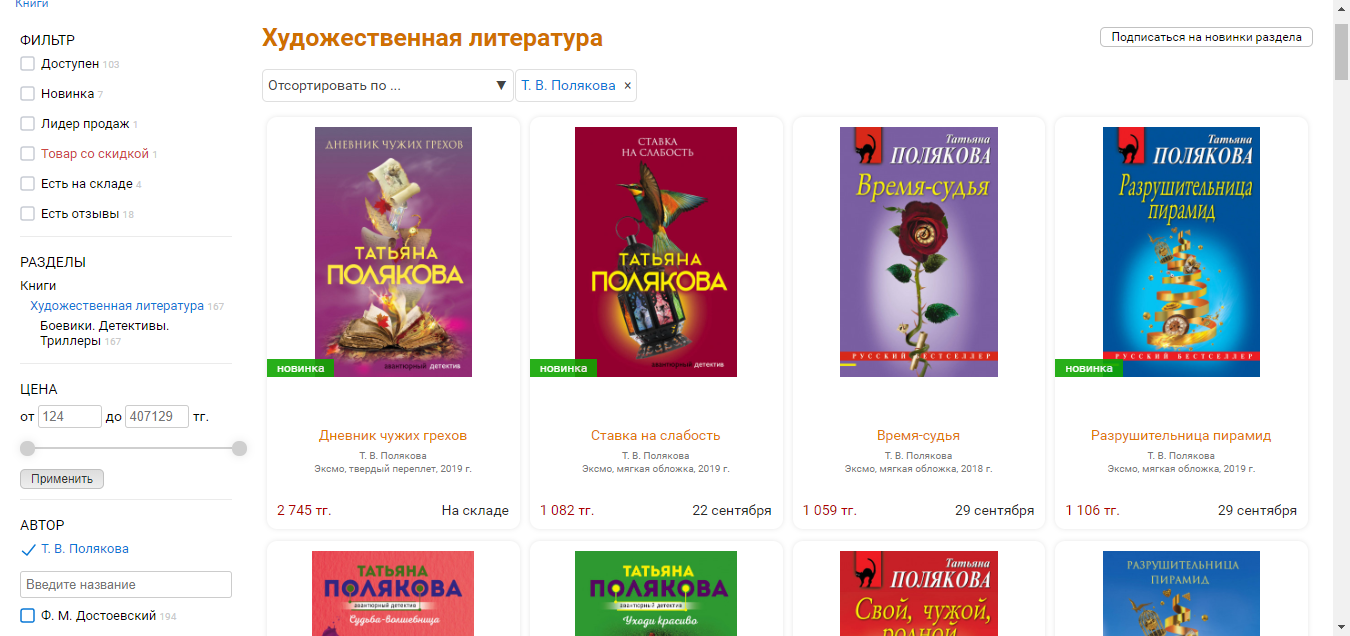 Книги
ФИЛЬТР
Доступен 103
Новинка 7
Лидер продаж 1
Товар со скидкой 1
Есть на складе 4
Есть отзывы 18
РАЗДЕЛЫ
Книги
Художественная литература 167
Боевики. Детективы.
Триллеры 167
ЦЕНА
от 124 до 407129 тг.
Применить
АВТОР
Т. В. Полякова
Введите название
Ф. М. Достоевский 194
Художественная литература
Подписаться на новинки раздела
Отсортировать по ... ▼
Т. В. Полякова ×
ДНЕВНИК ЧУЖИХ ГРЕХОВ
ТАТЬЯНА
ПОЛЯКОВА
авантюрный детектив
новинка
Дневник чужих грехов
Т. В. Полякова
Эксмо, твердый переплет, 2019 г.
2 745 тг.
На складе
СТАВКА
НА СЛАБОСТЬ
ТАТЬЯНА
ПОЛЯКОВА
авантюрный детектив
новинка
Ставка на слабость
Т. В. Полякова
Эксмо, мягкая обложка, 2019 г.
1 082 тг.
22 сентября
Татьяна
ПОЛЯКОВА
Время-судья
РУССКИЙ БЕСТСЕЛЛЕР
Время-судья
Т. В. Полякова
Эксмо, мягкая обложка, 2018 г.
1 059 тг.
29 сентября
Татьяна
ПОЛЯКОВА
Разрушительница
пирамид
РУССКИЙ БЕСТСЕЛЛЕР
новинка
Разрушительница пирамид
Т. В. Полякова
Эксмо, мягкая обложка, 2019 г.
1 106 тг.
29 сентября
ТАТЬЯНА
ПОЛЯКОВА
авантюрный детектив
Судьба-волшебница
ТАТЬЯНА
ПОЛЯКОВА
авантюрный детектив
Уходи красиво
Татьяна
ПОЛЯКОВА
Свой, чужой,
родной
РАЗРУШИТЕЛЬНИЦА
ПИРАМИД